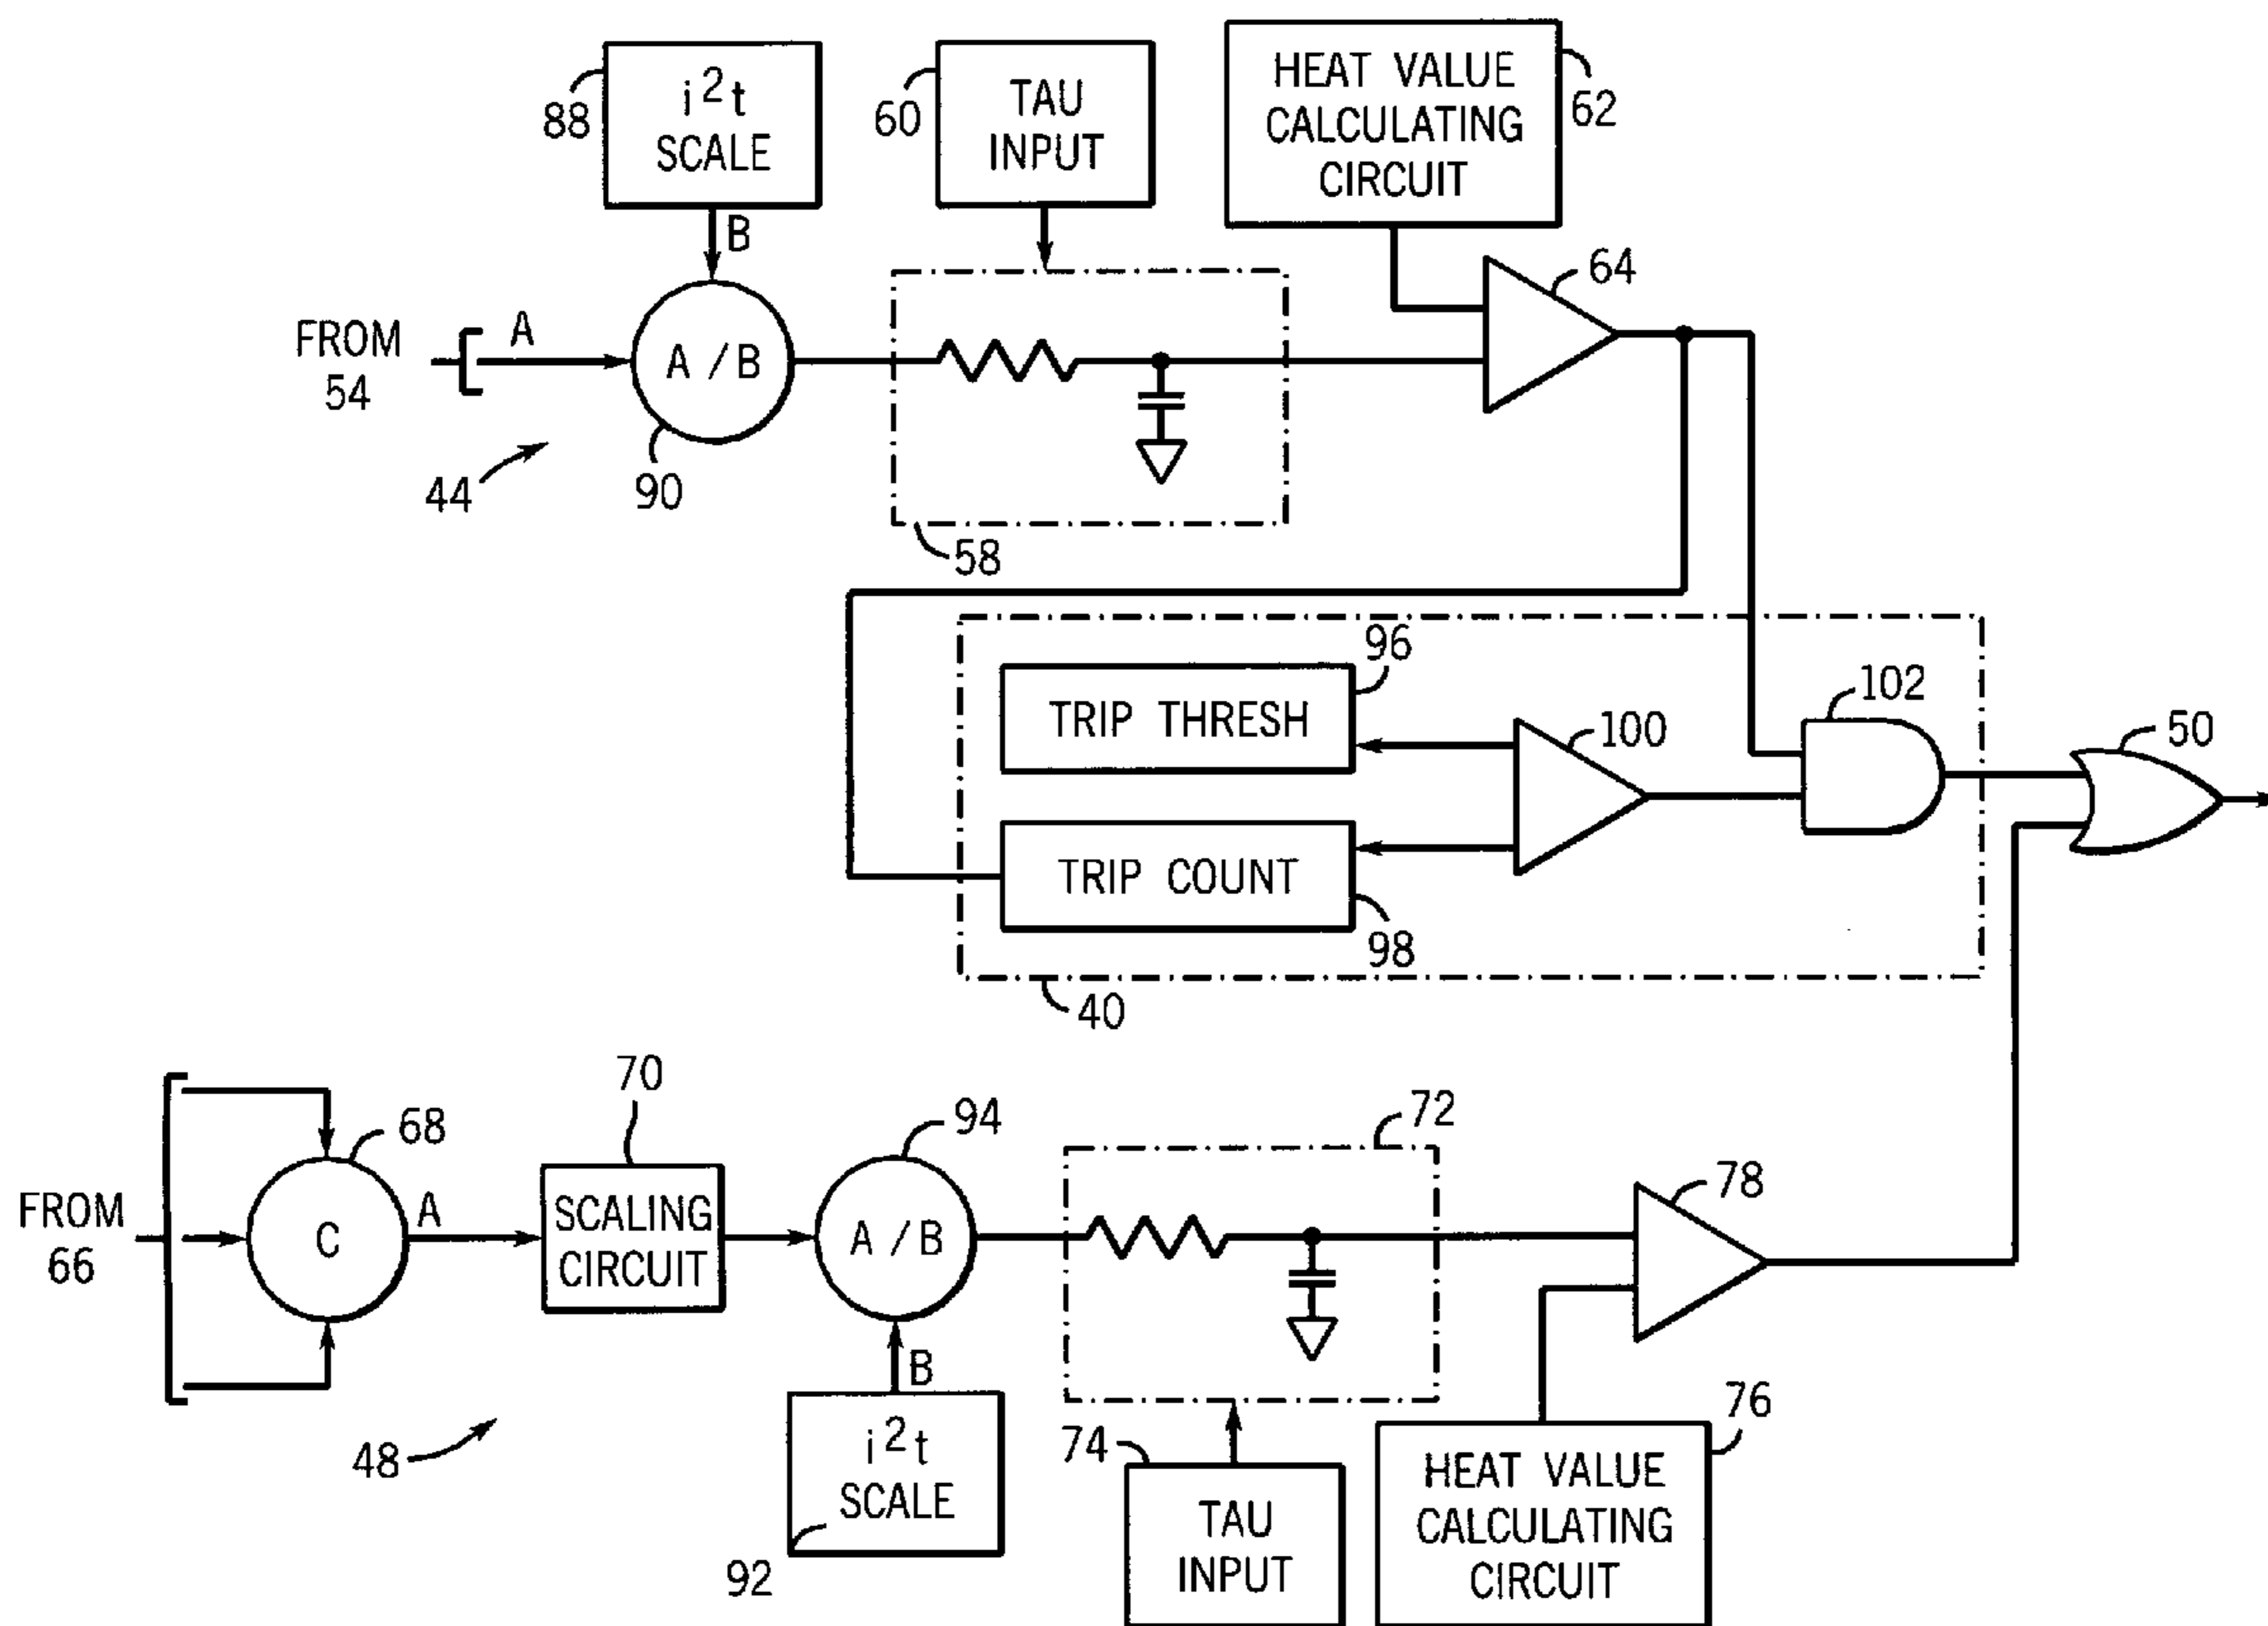 i²t
SCALE
88
B
TAU
INPUT
60
HEAT VALUE
CALCULATING
CIRCUIT
62
64
FROM
54
A
A / B
90
44
58
96
TRIP THRESH
100
102
50
TRIP COUNT
98
40
FROM
66
68
C
A
70
SCALING
CIRCUIT
94
A / B
B
i²t
SCALE
92
72
74
TAU
INPUT
78
76
HEAT VALUE
CALCULATING
CIRCUIT
48